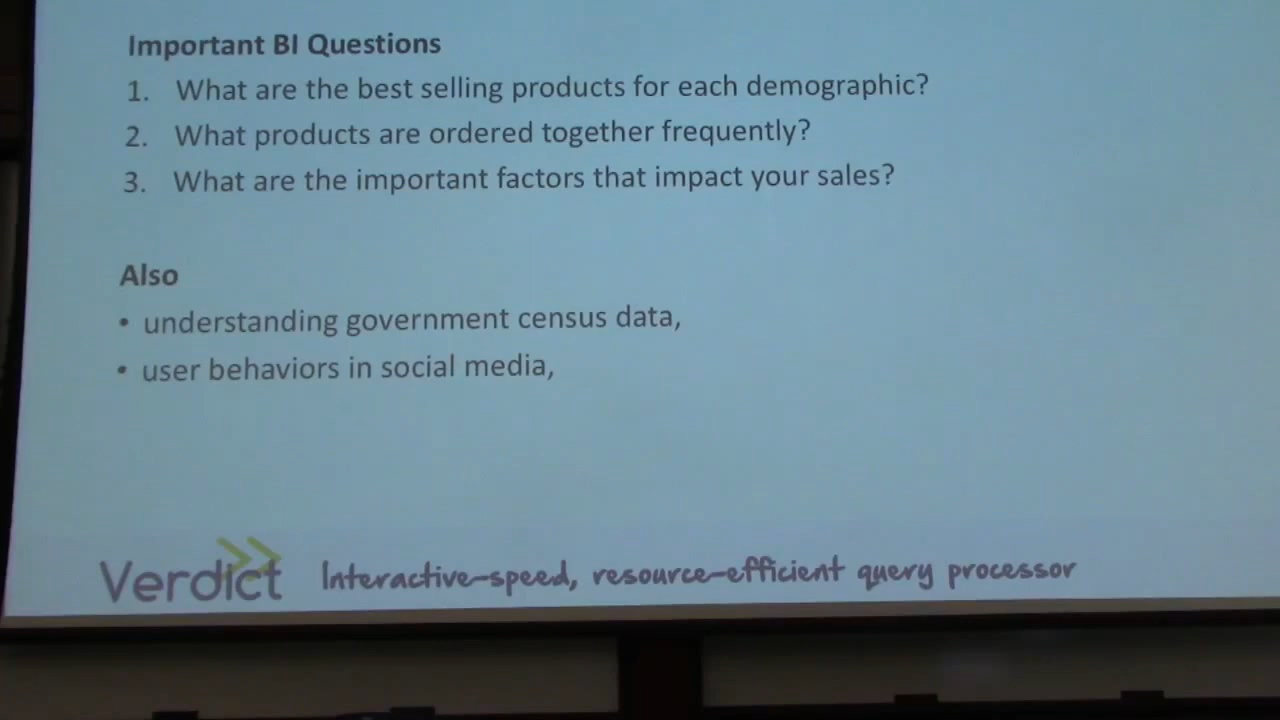 Important BI Questions
1. What are the best selling products for each demographic?
2. What products are ordered together frequently?
3. What are the important factors that impact your sales?
Also
• understanding government census data,
• user behaviors in social media,
Verdict Interactive-speed, resource-efficient query processor